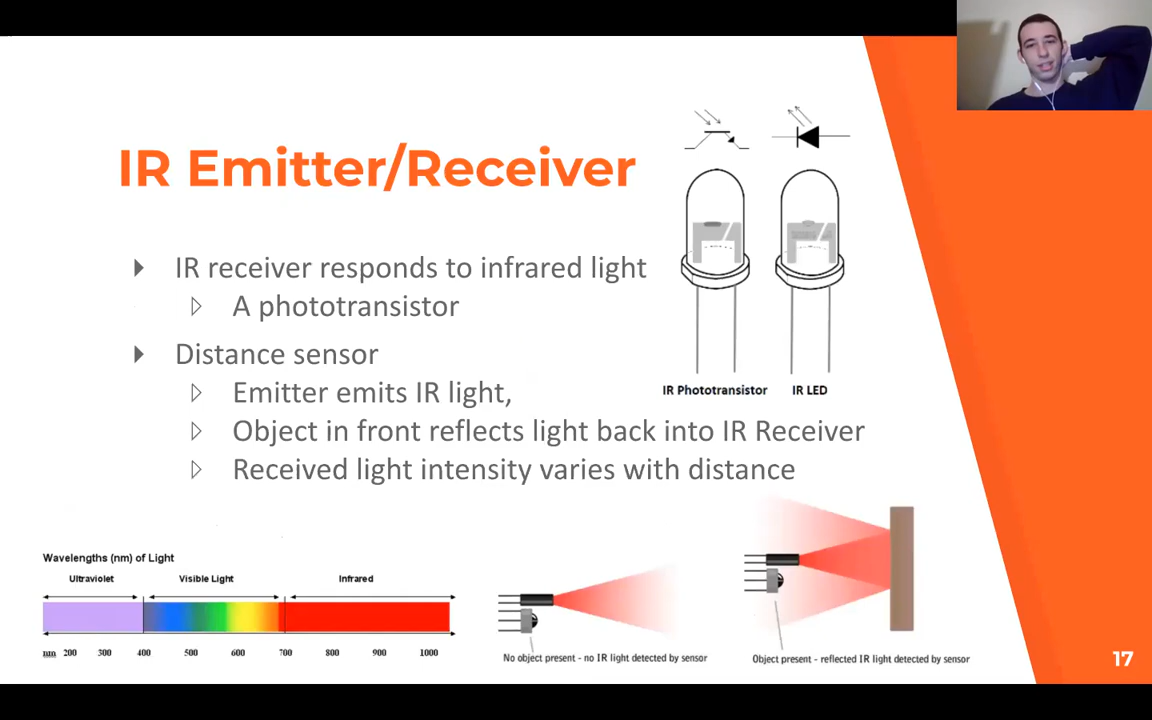 IR Emitter/Receiver
IR receiver responds to infrared light
A phototransistor
Distance sensor
Emitter emits IR light,
Object in front reflects light back into IR Receiver
Received light intensity varies with distance
IR Phototransistor
IR LED
Wavelengths (nm) of Light
Ultraviolet
Visible Light
Infrared
nm 200 300 400 500 600 700 800 900 1000
No object present - no IR light detected by sensor
Object present - reflected IR light detected by sensor
17